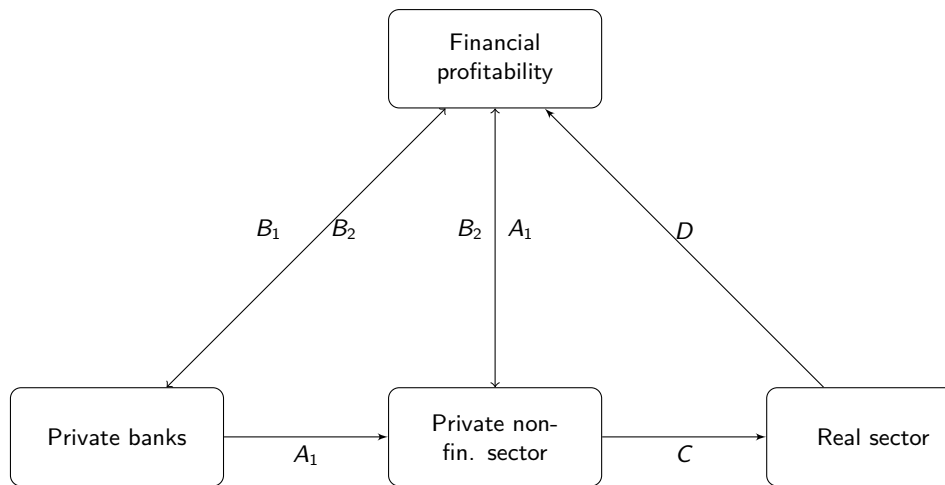 Financial
profitability
B₁
B₂
B₂
A₁
D
Private banks
A₁
Private non-
fin. sector
C
Real sector